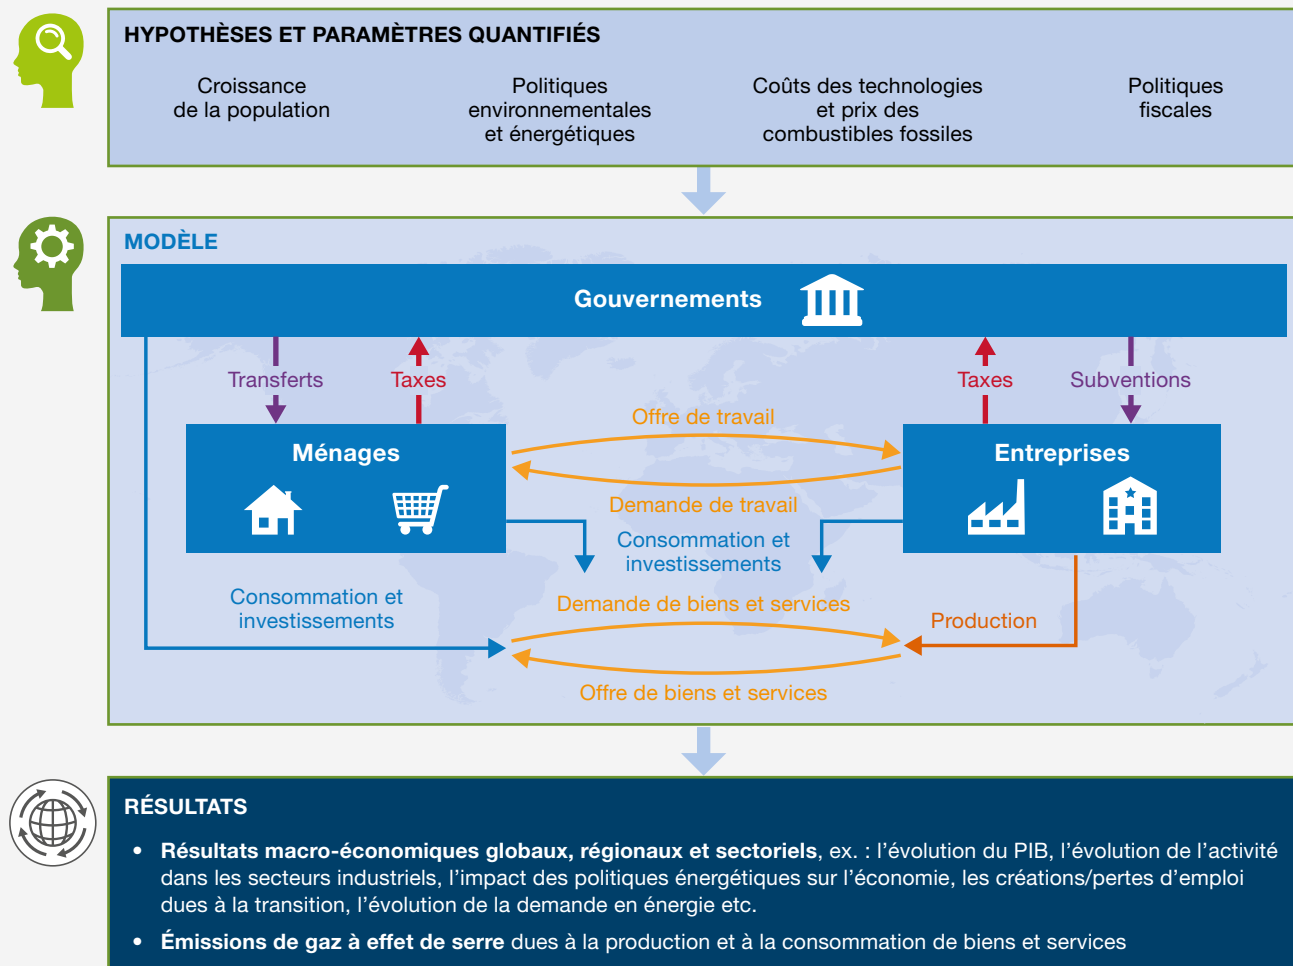 HYPOTHÈSES ET PARAMÈTRES QUANTIFIÉS
Croissance
de la population
Politiques
environnementales
et énergétiques
Coûts des technologies
et prix des
combustibles fossiles
Politiques
fiscales
MODÈLE
Gouvernements
Transferts
Taxes
Taxes
Subventions
Ménages
Offre de travail
Entreprises
Demande de travail
Consommation et
investissements
Consommation et
investissements
Demande de biens et services
Production
Offre de biens et services
RÉSULTATS
• Résultats macro-économiques globaux, régionaux et sectoriels, ex. : l’évolution du PIB, l’évolution de l’activité
dans les secteurs industriels, l’impact des politiques énergétiques sur l’économie, les créations/pertes d’emploi
dues à la transition, l’évolution de la demande en énergie etc.
• Émissions de gaz à effet de serre dues à la production et à la consommation de biens et services